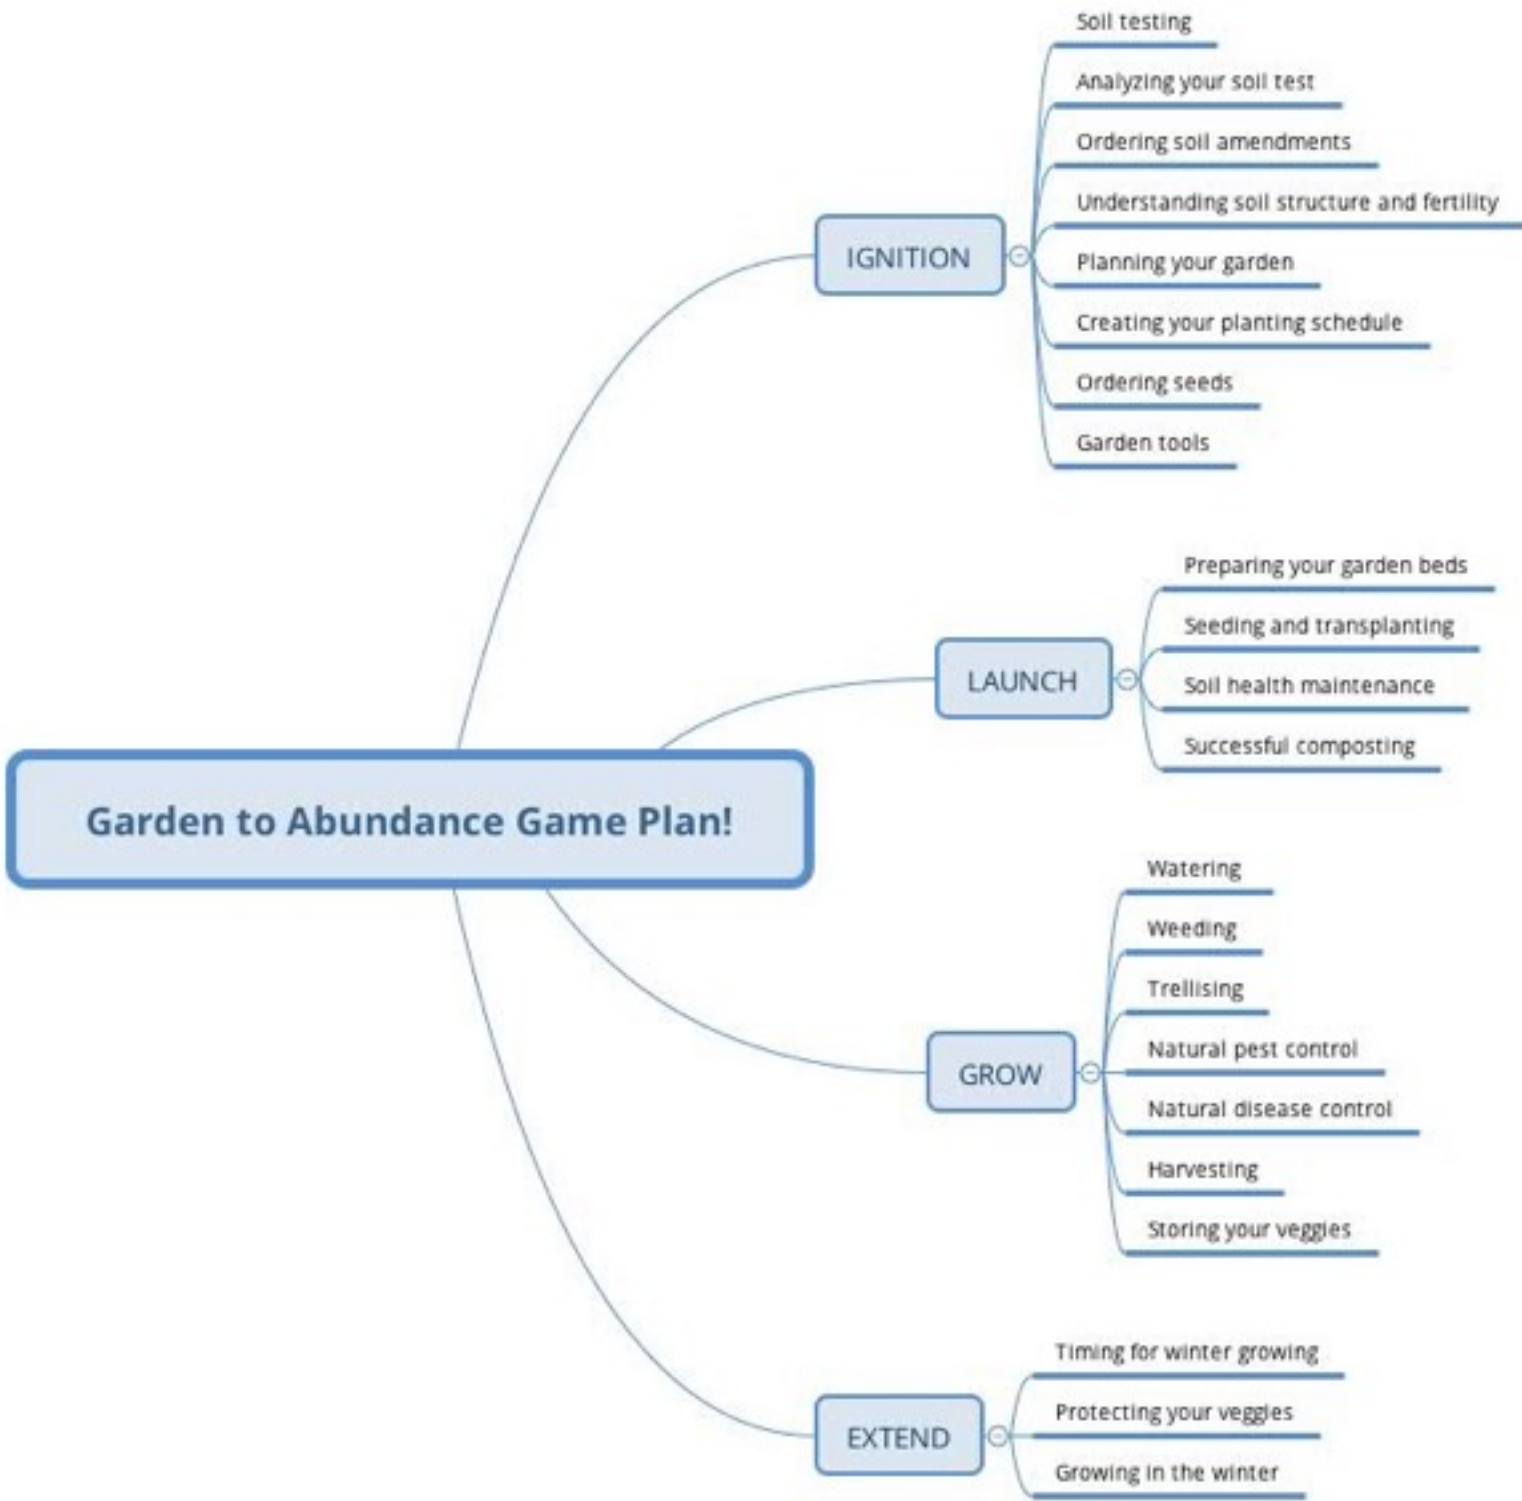 Garden to Abundance Game Plan!
IGNITION
Soil testing
Analyzing your soil test
Ordering soil amendments
Understanding soil structure and fertility
Planning your garden
Creating your planting schedule
Ordering seeds
Garden tools
LAUNCH
Preparing your garden beds
Seeding and transplanting
Soil health maintenance
Successful composting
GROW
Watering
Weeding
Trellising
Natural pest control
Natural disease control
Harvesting
Storing your veggies
EXTEND
Timing for winter growing
Protecting your veggies
Growing in the winter